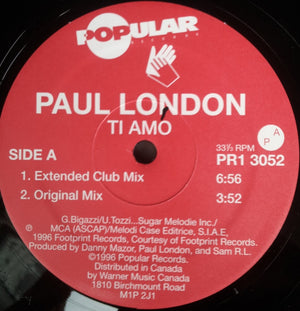 POPULAR
RECORDS
PAUL LONDON
TI AMO
P A
SIDE A
33⅓ RPM
PR1 3052
1. Extended Club Mix 6:56
2. Original Mix 3:52
G.Bigazzi/U.Tozzi...Sugar Melodie Inc./
MCA (ASCAP)/Melodi Case Editrice, S.I.A.E,
℗1996 Footprint Records, Courtesy of Footprint Records.
Produced by Danny Mazor, Paul London, and Sam R.L.
©1996 Popular Records.
Distributed in Canada
by Warner Music Canada
1810 Birchmount Road
M1P 2J1